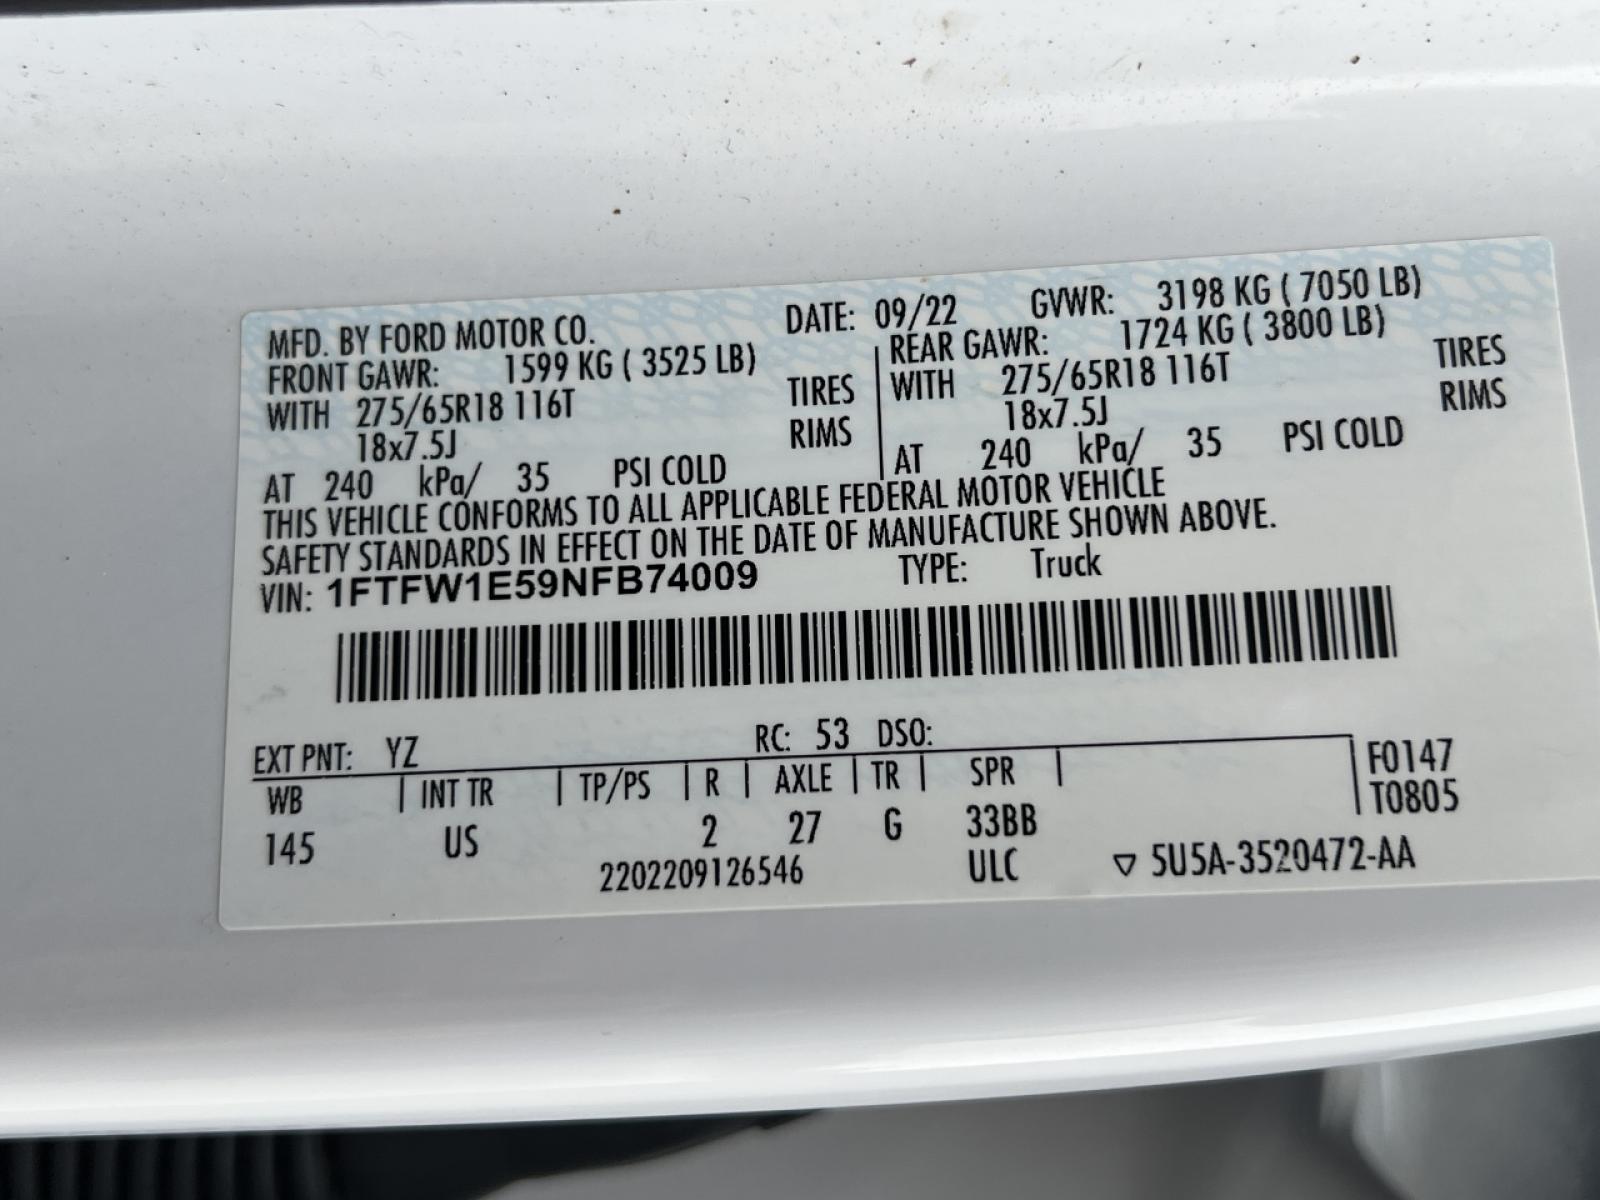 MFD. BY FORD MOTOR CO. DATE: 09/22 GVWR: 3198 KG ( 7050 LB)
FRONT GAWR: 1599 KG ( 3525 LB) REAR GAWR: 1724 KG ( 3800 LB)
WITH 275/65R18 116T TIRES WITH 275/65R18 116T TIRES
18x7.5J RIMS 18x7.5J RIMS
AT 240 kPa/ 35 PSI COLD AT 240 kPa/ 35 PSI COLD
THIS VEHICLE CONFORMS TO ALL APPLICABLE FEDERAL MOTOR VEHICLE
SAFETY STANDARDS IN EFFECT ON THE DATE OF MANUFACTURE SHOWN ABOVE.
VIN: 1FTFW1E59NFB74009 TYPE: Truck
EXT PNT: YZ RC: 53 DSO:
WB INT TR TP/PS R AXLE TR SPR F0147
T0805
145 US 2 27 G 33BB
2202209126546 ULC ▽ 5U5A-3520472-AA